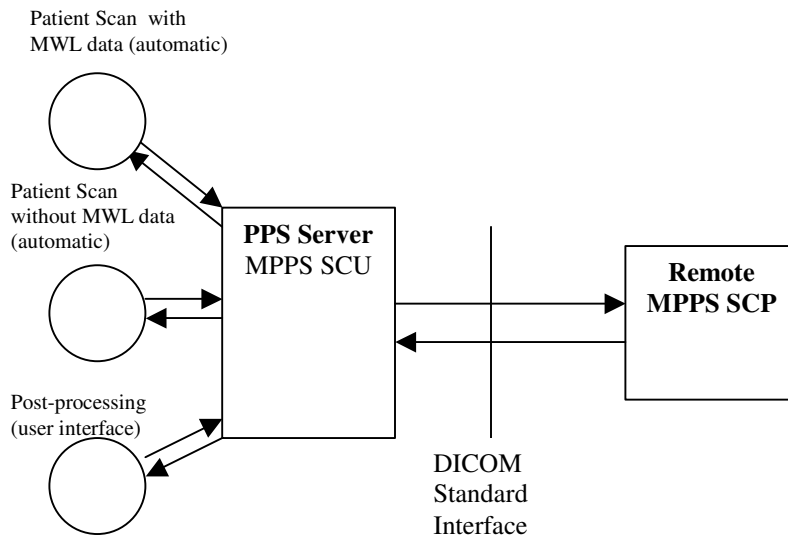 Patient Scan with
MWL data (automatic)
Patient Scan
without MWL data
(automatic)
Post-processing
(user interface)
PPS Server
MPPS SCU
DICOM
Standard
Interface
Remote
MPPS SCP